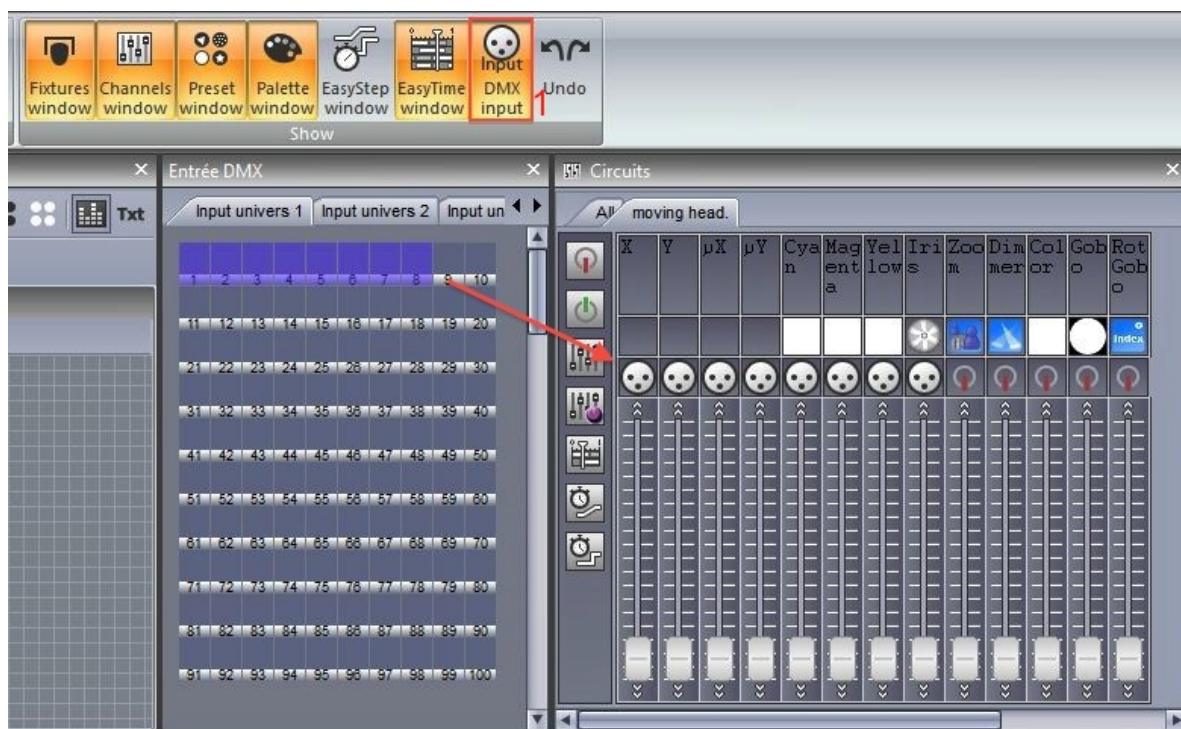 Input
Fixtures Channels Preset Palette EasyStep EasyTime DMX Undo
window window window window window window input
1
Show
Entrée DMX
Circuits
Txt
Input univers 1 Input univers 2 Input un
All moving head.
X Y µX µY Cyan Magenta Yellow Iris Zoom Dimmer Color Gobo Rot Gobo
Index
1 2 3 4 5 6 7 8 9 10
11 12 13 14 15 16 17 18 19 20
21 22 23 24 25 26 27 28 29 30
31 32 33 34 35 36 37 38 39 40
41 42 43 44 45 46 47 48 49 50
51 52 53 54 55 56 57 58 59 60
61 62 63 64 65 66 67 68 69 70
71 72 73 74 75 76 77 78 79 80
81 82 83 84 85 86 87 88 89 90
91 92 93 94 95 96 97 98 99 100